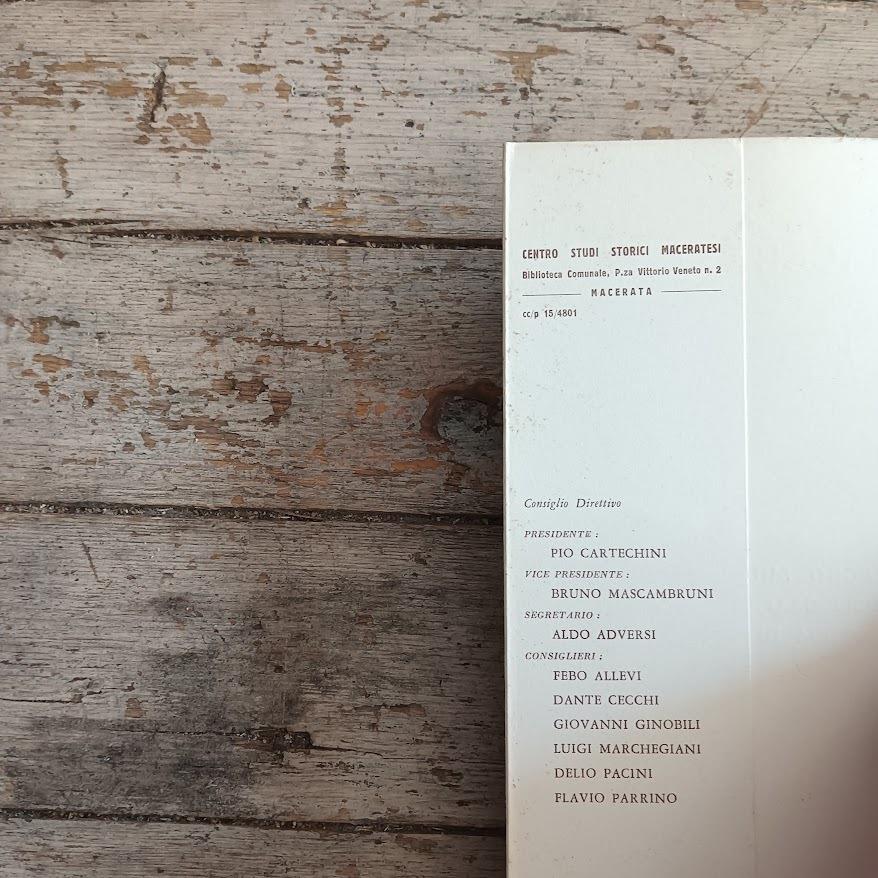 CENTRO STUDI STORICI MACERATESI
Biblioteca Comunale, P.za Vittorio Veneto n. 2
MACERATA
cc/p 15/4801
Consiglio Direttivo
PRESIDENTE :
PIO CARTECHINI
VICE PRESIDENTE :
BRUNO MASCAMBRUNI
SEGRETARIO :
ALDO ADVERSI
CONSIGLIERI :
FEBO ALLEVI
DANTE CECCHI
GIOVANNI GINOBILI
LUIGI MARCHEGIANI
DELIO PACINI
FLAVIO PARRINO